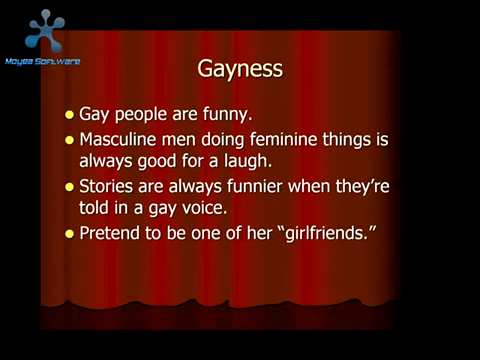 Moyea Software
Gayness
Gay people are funny.
Masculine men doing feminine things is
always good for a laugh.
Stories are always funnier when they’re
told in a gay voice.
Pretend to be one of her “girlfriends.”